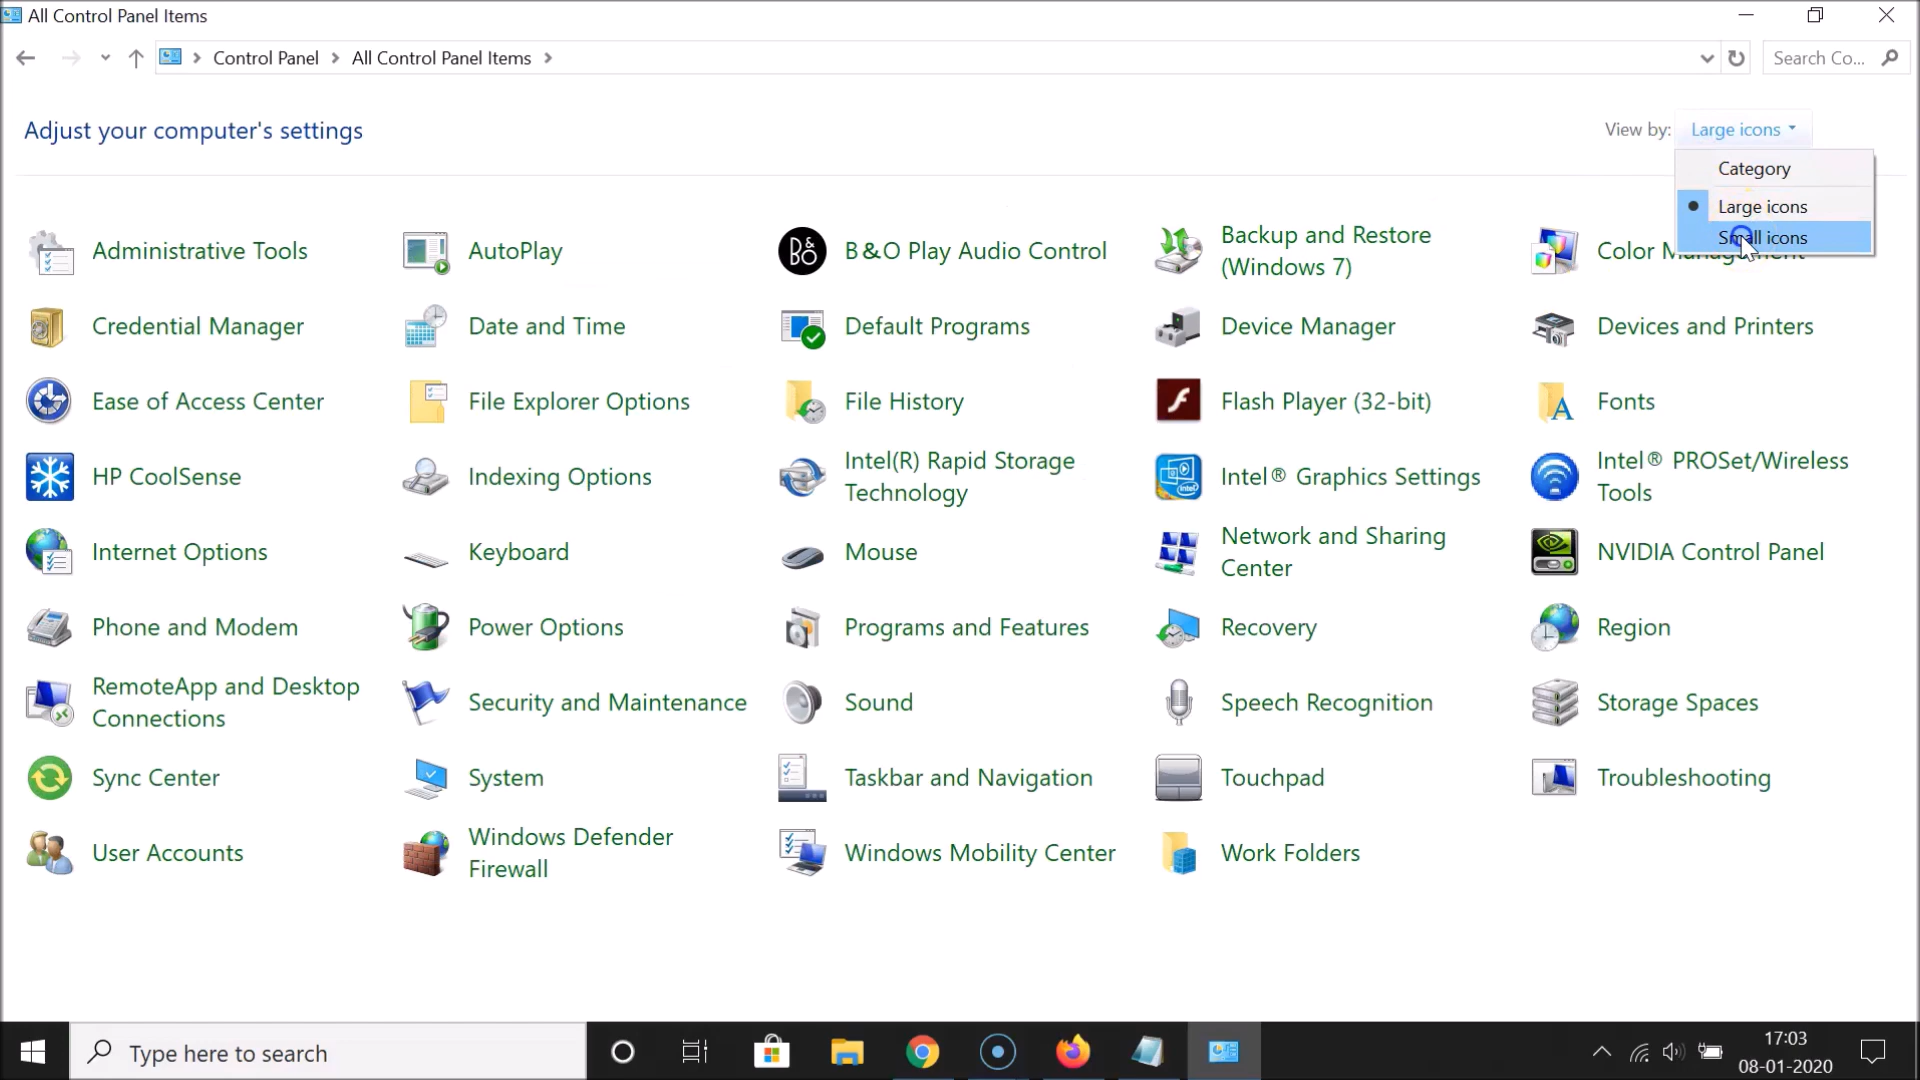 All Control Panel Items
Control Panel
All Control Panel Items
Search Co...
Adjust your computer's settings
View by:
Large icons
Category
Large icons
Small icons
Administrative Tools
AutoPlay
B&O
B&O Play Audio Control
Backup and Restore
(Windows 7)
Color Management
Credential Manager
Date and Time
Default Programs
Device Manager
Devices and Printers
Ease of Access Center
File Explorer Options
File History
Flash Player (32-bit)
Fonts
HP CoolSense
Indexing Options
Intel(R) Rapid Storage
Technology
Intel® Graphics Settings
Intel® PROSet/Wireless
Tools
Internet Options
Keyboard
Mouse
Network and Sharing
Center
NVIDIA Control Panel
Phone and Modem
Power Options
Programs and Features
Recovery
Region
RemoteApp and Desktop
Connections
Security and Maintenance
Sound
Speech Recognition
Storage Spaces
Sync Center
System
Taskbar and Navigation
Touchpad
Troubleshooting
User Accounts
Windows Defender
Firewall
Windows Mobility Center
Work Folders
Type here to search
17:03
08-01-2020